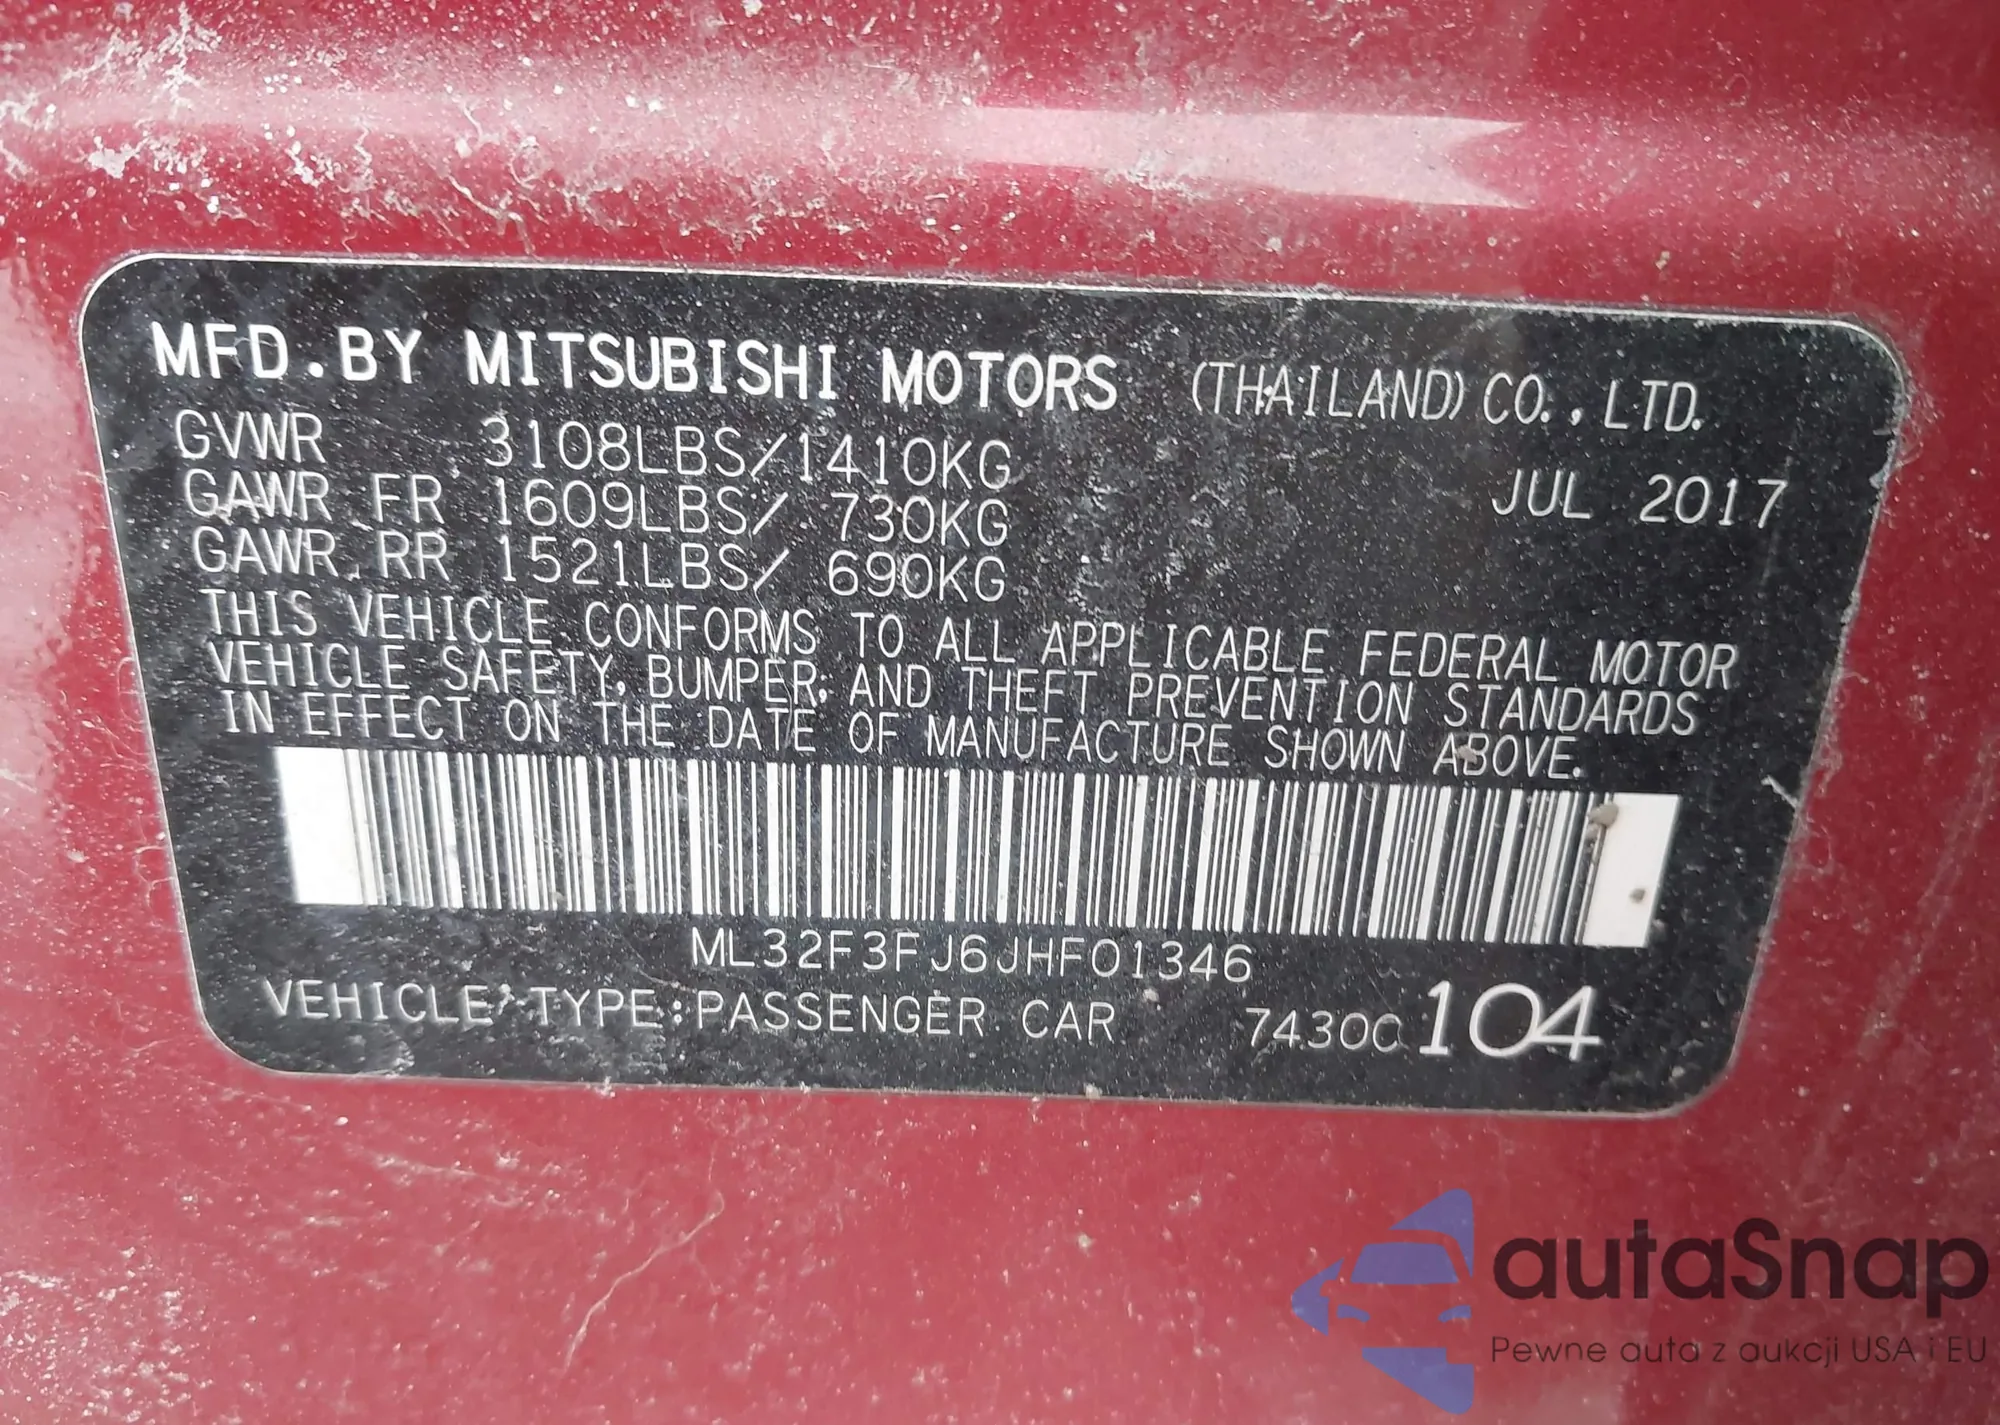 MFD.BY MITSUBISHI MOTORS (THAILAND) CO.,LTD.
GVWR 3108LBS/1410KG
GAWR FR 1609LBS/ 730KG JUL 2017
GAWR RR 1521LBS/ 690KG
THIS VEHICLE CONFORMS TO ALL APPLICABLE FEDERAL MOTOR
VEHICLE SAFETY, BUMPER, AND THEFT PREVENTION STANDARDS
IN EFFECT ON THE DATE OF MANUFACTURE SHOWN ABOVE.
ML32F3FJ6JHF01346
VEHICLE TYPE:PASSENGER CAR 7430C 104
autaSnap
Pewne auta z aukcji USA i EU